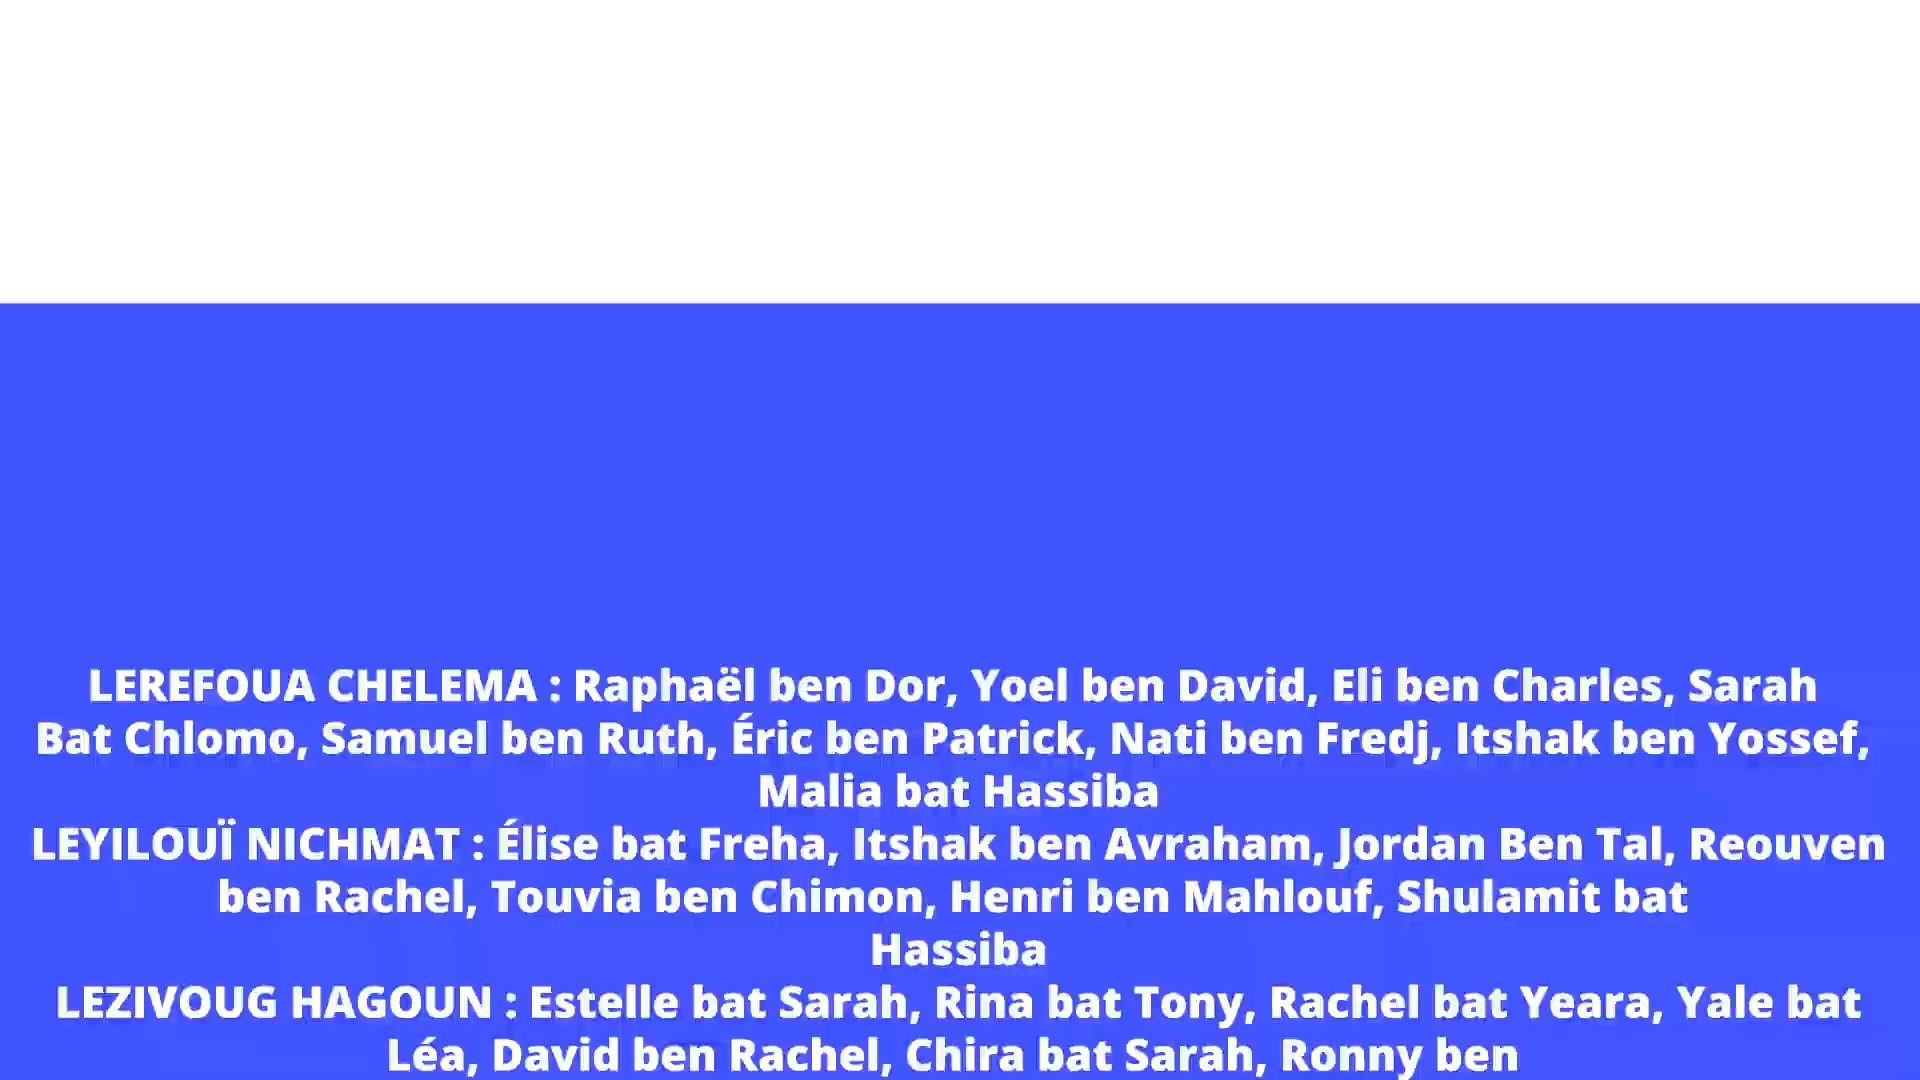 LEREFOUA CHELEMA : Raphaël ben Dor, Yoel ben David, Eli ben Charles, Sarah
Bat Chlomo, Samuel ben Ruth, Éric ben Patrick, Nati ben Fredj, Itshak ben Yossef,
Malia bat Hassiba
LEYILOUÏ NICHMAT : Élise bat Freha, Itshak ben Avraham, Jordan Ben Tal, Reouven
ben Rachel, Touvia ben Chimon, Henri ben Mahlouf, Shulamit bat
Hassiba
LEZIVOUG HAGOUN : Estelle bat Sarah, Rina bat Tony, Rachel bat Yeara, Yale bat
Léa, David ben Rachel, Chira bat Sarah, Ronny ben